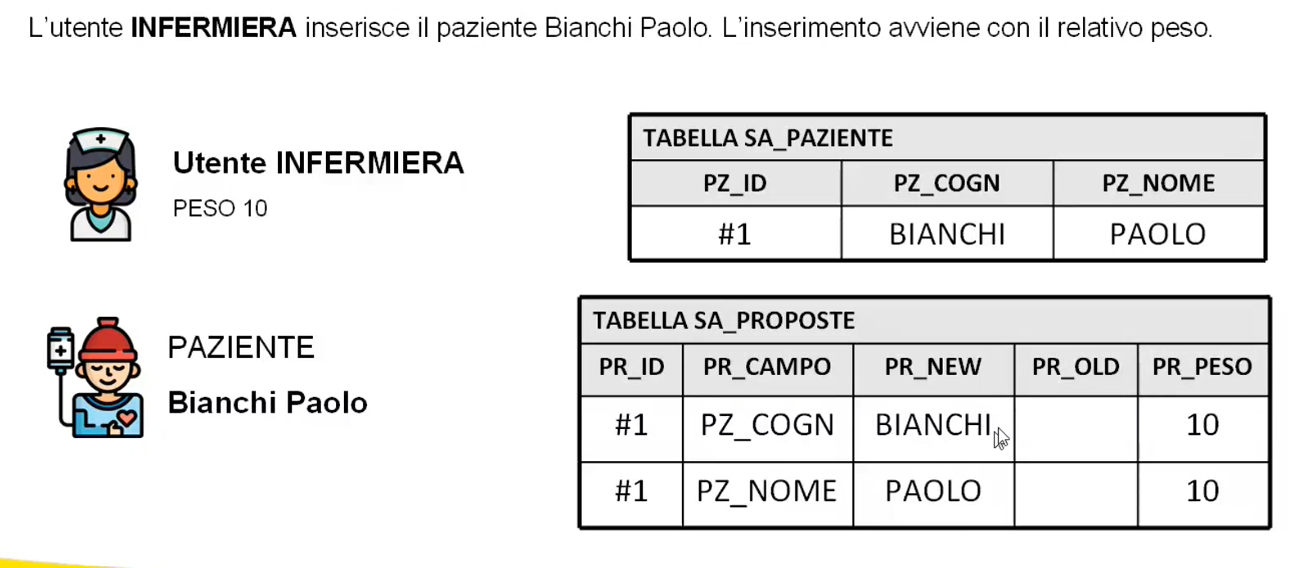 L'utente INFERMIERA inserisce il paziente Bianchi Paolo. L'inserimento avviene con il relativo peso.
Utente INFERMIERA
PESO 10
TABELLA SA_PAZIENTE
PZ_ID PZ_COGN PZ_NOME
#1 BIANCHI PAOLO
PAZIENTE
Bianchi Paolo
TABELLA SA_PROPOSTE
PR_ID PR_CAMPO PR_NEW PR_OLD PR_PESO
#1 PZ_COGN BIANCHI 10
#1 PZ_NOME PAOLO 10